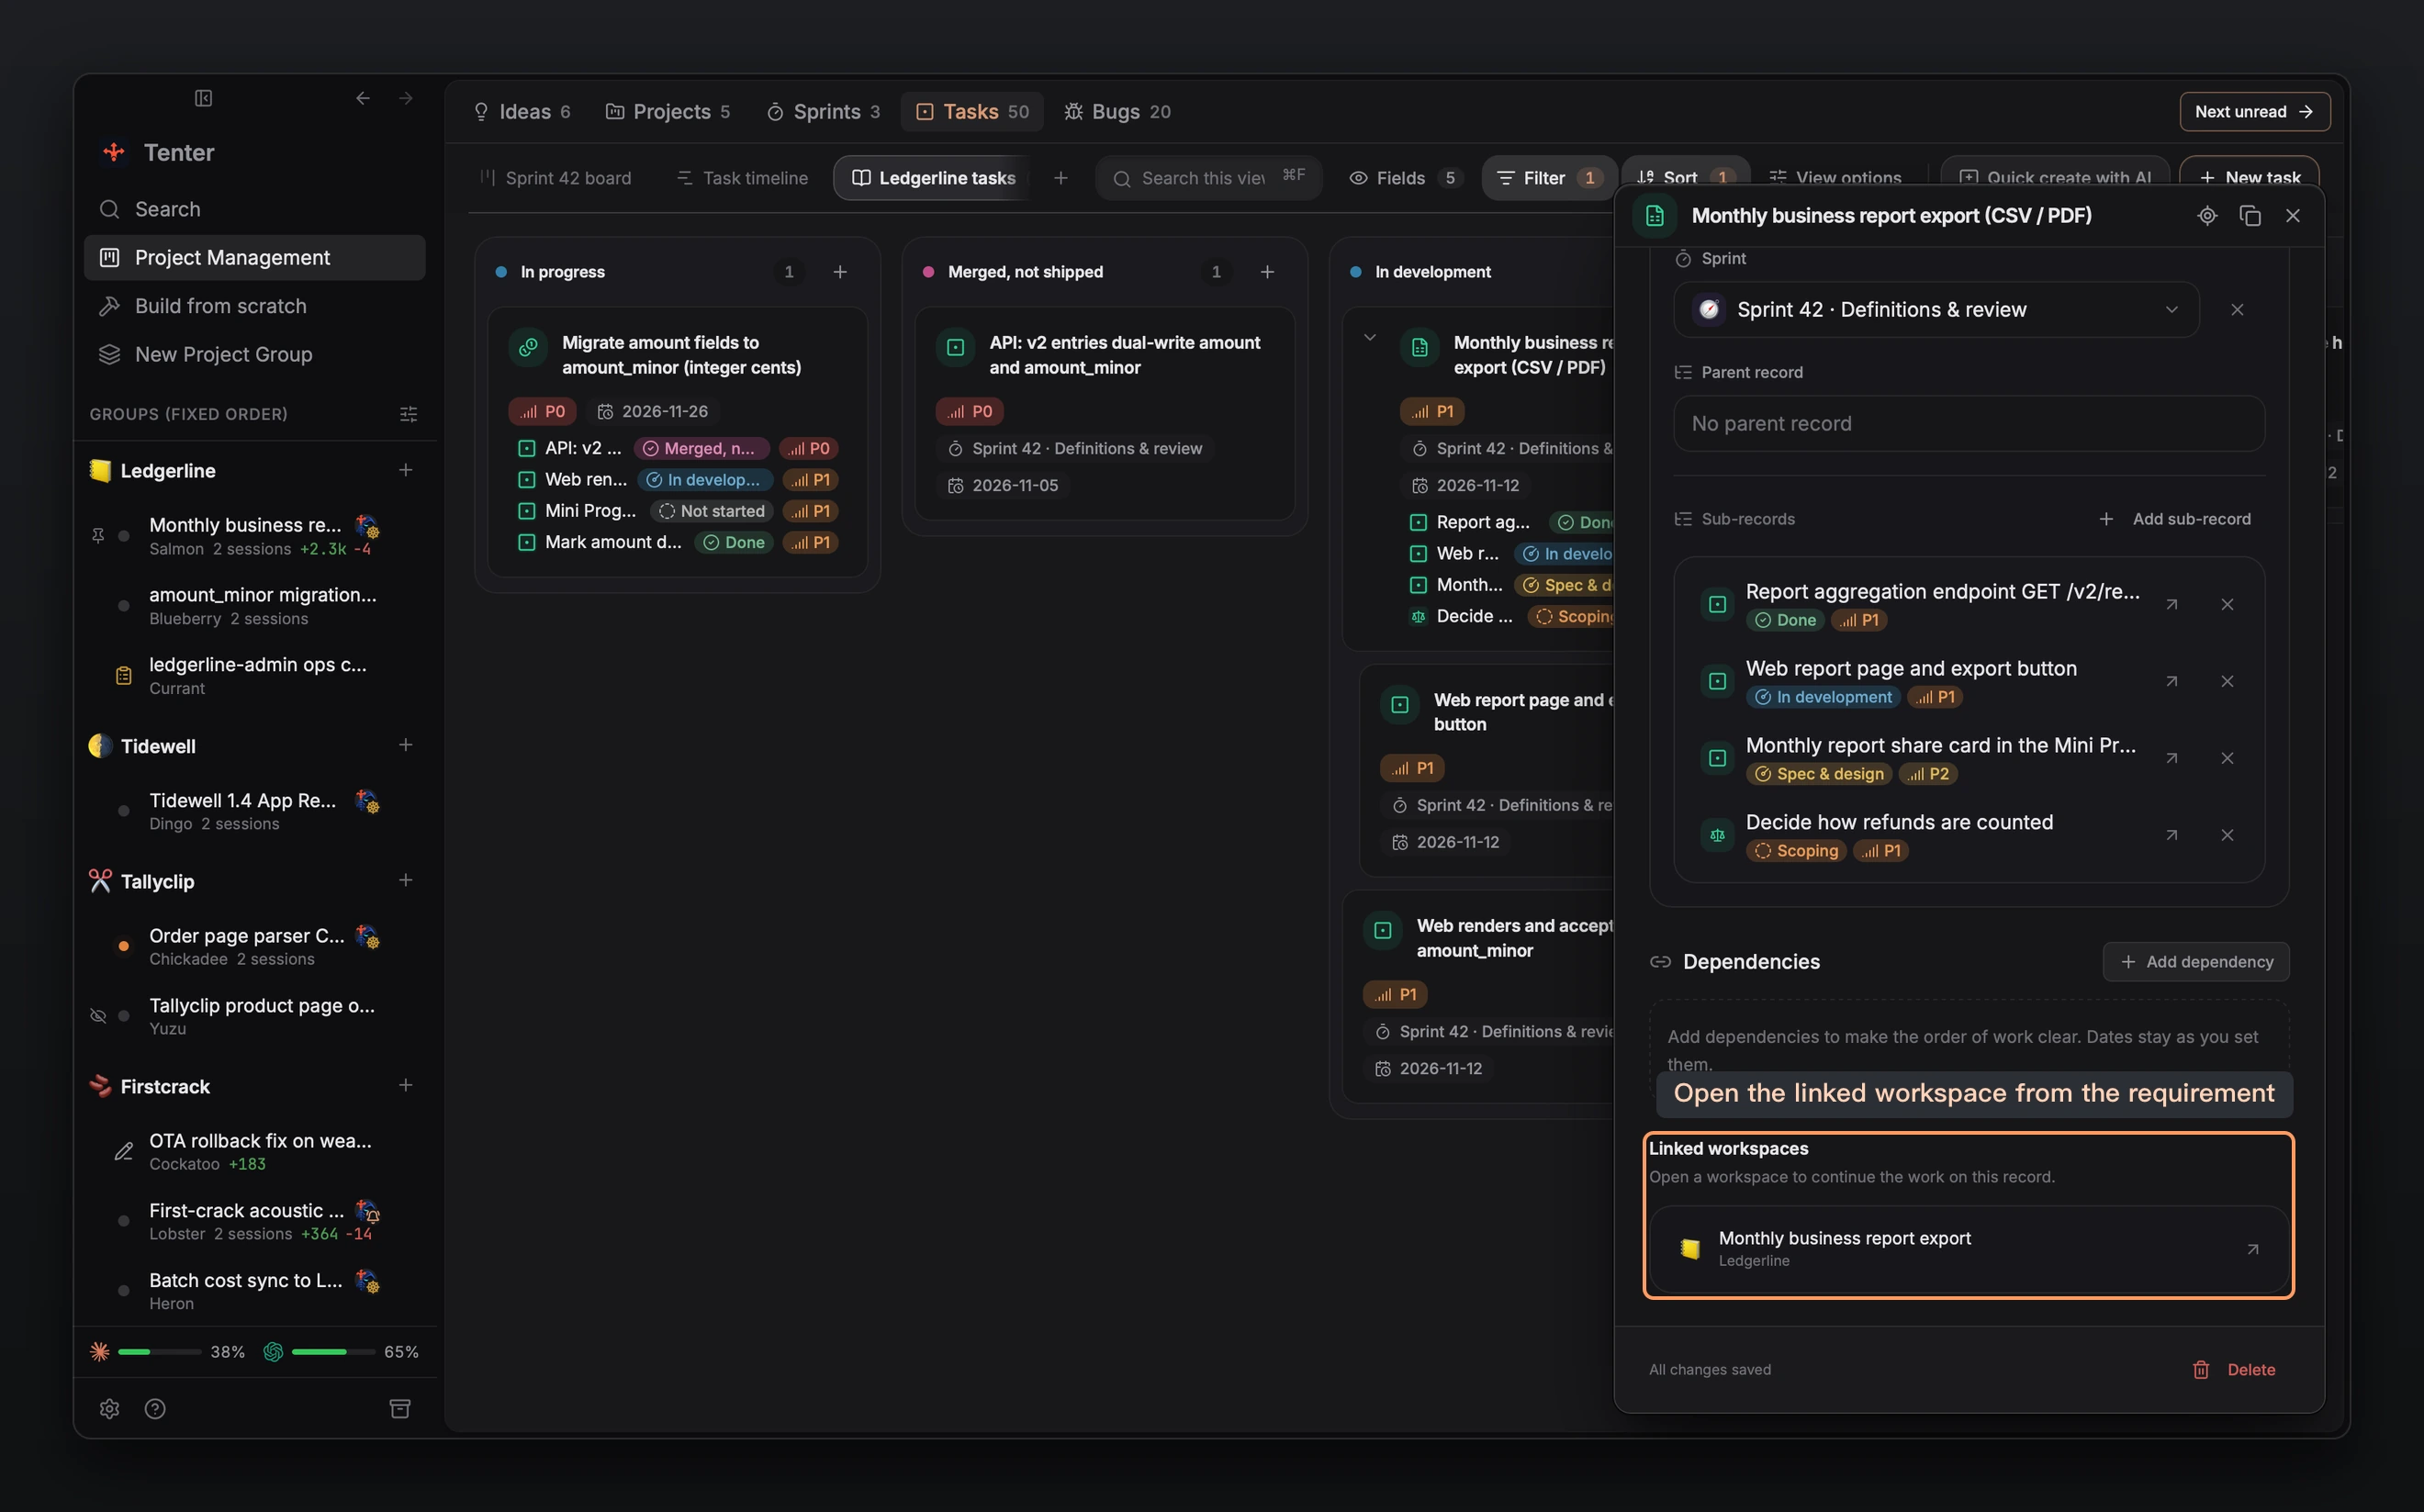 Tenter
Search
Project Management
Build from scratch
New Project Group
GROUPS (FIXED ORDER)
Ledgerline
Monthly business re...
Salmon 2 sessions +2.3k -4
amount_minor migration...
Blueberry 2 sessions
ledgerline-admin ops c...
Currant
Tidewell
Tidewell 1.4 App Re...
Dingo 2 sessions
Tallyclip
Order page parser C...
Chickadee 2 sessions
Tallyclip product page o...
Yuzu
Firstcrack
OTA rollback fix on wea...
Cockatoo +183
First-crack acoustic ...
Lobster 2 sessions +364 -14
Batch cost sync to L...
Heron
38% 65%
Ideas 6 Projects 5 Sprints 3 Tasks 50 Bugs 20 Next unread
Sprint 42 board Task timeline Ledgerline tasks Search this view ⌘F Fields 5 Filter 1 Sort 1 View options Quick create with AI New task
In progress 1
Migrate amount fields to
amount_minor (integer cents)
P0 2026-11-26
API: v2 ... Merged, n... P0
Web ren... In develop... P1
Mini Prog... Not started P1
Mark amount d... Done P1
Merged, not shipped 1
API: v2 entries dual-write amount
and amount_minor
P0
Sprint 42 · Definitions & review
2026-11-05
In development
Monthly business re
export (CSV / PDF)
P1
Sprint 42 · Definitions &
2026-11-12
Report ag... Done
Web r... In develo
Month... Spec & d
Decide ... Scoping
Web report page and e
button
P1
Sprint 42 · Definitions & re
2026-11-12
Web renders and accept
amount_minor
P1
Sprint 42 · Definitions & revie
2026-11-12
Monthly business report export (CSV / PDF)
Sprint
Sprint 42 · Definitions & review
Parent record
No parent record
Sub-records Add sub-record
Report aggregation endpoint GET /v2/re...
Done P1
Web report page and export button
In development P1
Monthly report share card in the Mini Pr...
Spec & design P2
Decide how refunds are counted
Scoping P1
Dependencies Add dependency
Add dependencies to make the order of work clear. Dates stay as you set
them.
Open the linked workspace from the requirement
Linked workspaces
Open a workspace to continue the work on this record.
Monthly business report export
Ledgerline
All changes saved Delete